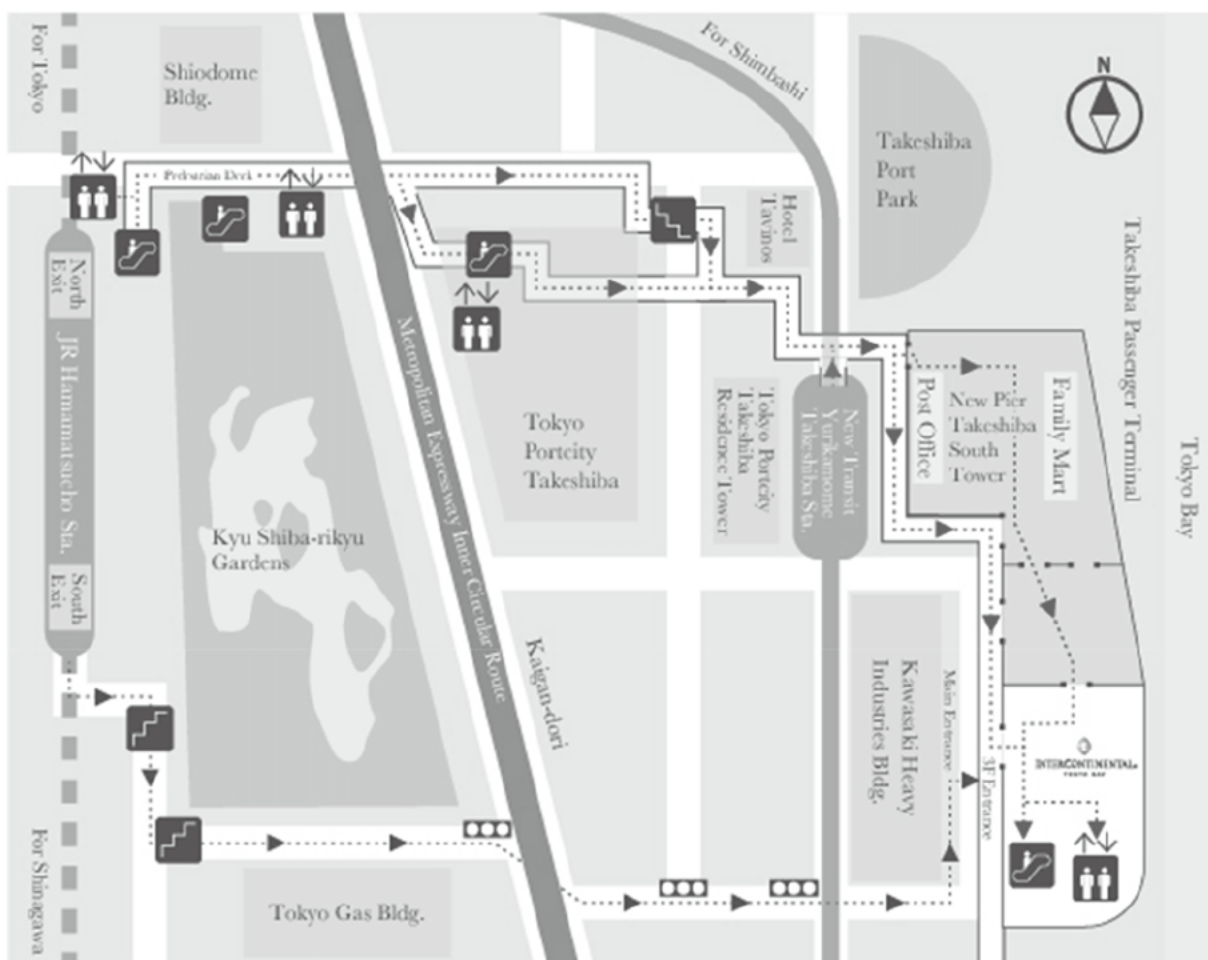 For Tokyo
Shiodome
Bldg.
For Shimbashi
N
Takeshiba
Port
Park
Pedestrian Deck
Hotel
Tavinos
Takeshiba Passenger Terminal
Tokyo Bay
North
Exit
JR Hamamatsucho Sta.
South
Exit
Metropolitan Expressway Inner Circular Route
Tokyo
Portcity
Takeshiba
Tokyo Portcity
Takeshiba
Residence Tower
New Transit
Yurikamome
Takeshiba Sta.
Post Office
New Pier
Takeshiba
South
Tower
Family Mart
Kyu Shiba-rikyu
Gardens
Kaigan-dori
Kawasaki Heavy
Industries Bldg.
Main Entrance
3F Entrance
INTERCONTINENTAL®
TOKYO BAY
For Shinagawa
Tokyo Gas Bldg.